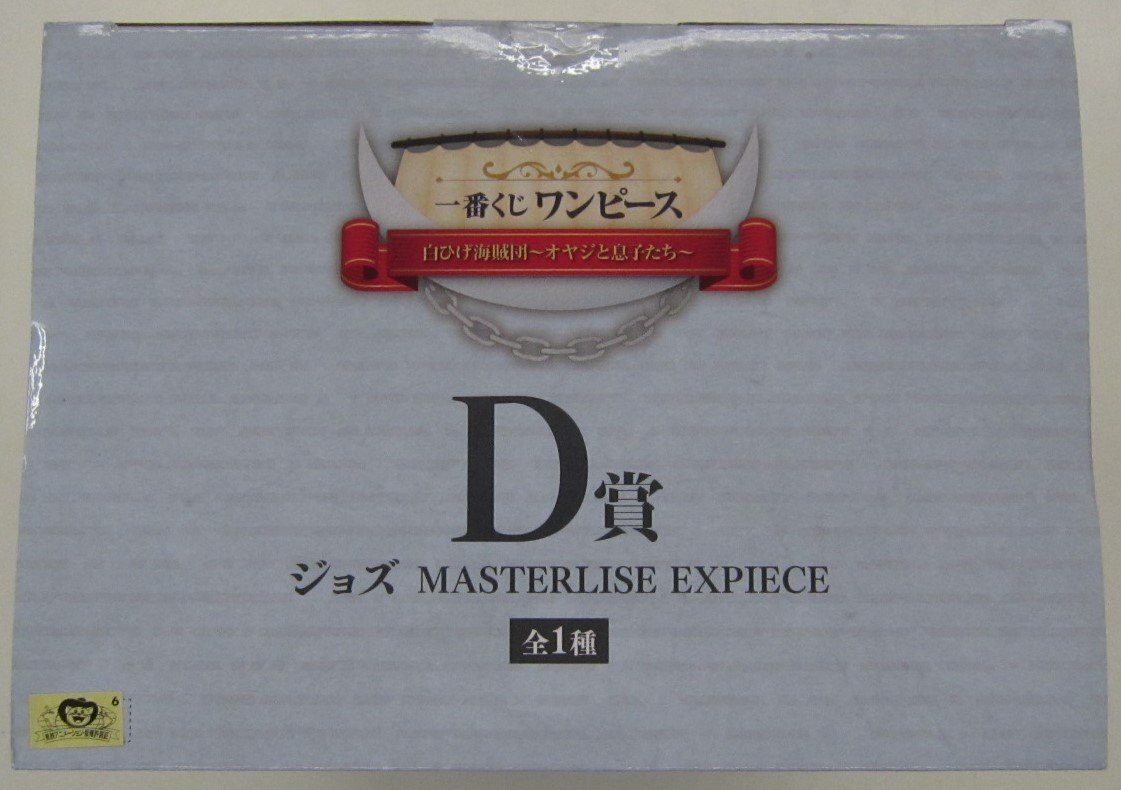 一番くじ ワンピース
白ひげ海賊団～オヤジと息子たち～
D賞
ジョズ MASTERLISE EXPIECE
全1種
6